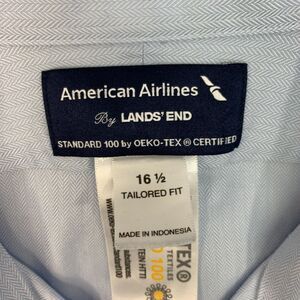 American Airlines
By LANDS' END
STANDARD 100 by OEKO-TEX ® CERTIFIED
16 ½
TAILORED FIT
MADE IN INDONESIA